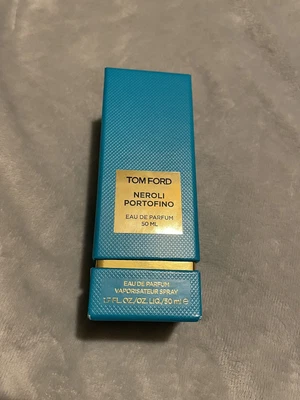 TOM FORD
NEROLI
PORTOFINO
EAU DE PARFUM
50 ML
EAU DE PARFUM
VAPORISATEUR SPRAY
1.7 FL. OZ/OZ. LIQ./50 ml ℮